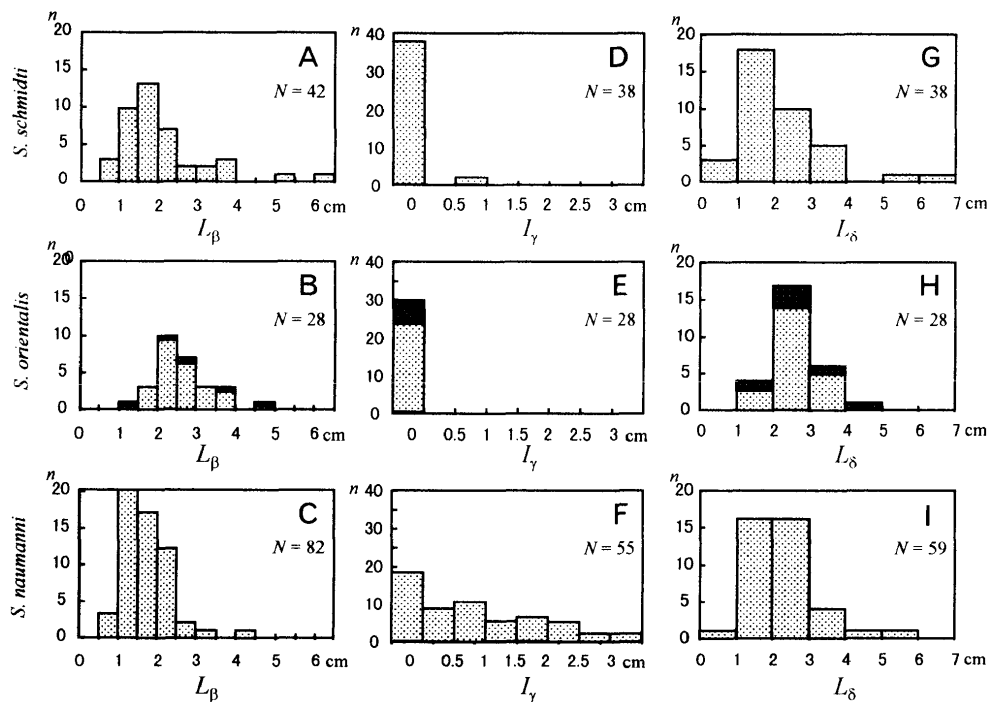 n n n
20 A 40 D 20 G
15 N = 42 30 N = 38 15 N = 38
10 20 10
5 10 5
0 0 0
S. schmidti
0 1 2 3 4 5 6 cm 0 0.5 1 1.5 2 2.5 3 cm 0 1 2 3 4 5 6 7 cm
Lβ Iγ Lδ
n n n
20 0 B 40 E 20 H
15 N = 28 30 N = 28 15 N = 28
10 20 10
5 10 5
0 0 0
S. orientalis
0 1 2 3 4 5 6 cm 0 0.5 1 1.5 2 2.5 3 cm 0 1 2 3 4 5 6 7 cm
Lβ Iγ Lδ
n n n
20 C 40 F 20 I
15 N = 82 30 N = 55 15 N = 59
10 20 10
5 10 5
0 0 0
S. naumanni
0 1 2 3 4 5 6 cm 0 0.5 1 1.5 2 2.5 3 cm 0 1 2 3 4 5 6 7 cm
Lβ Iγ Lδ